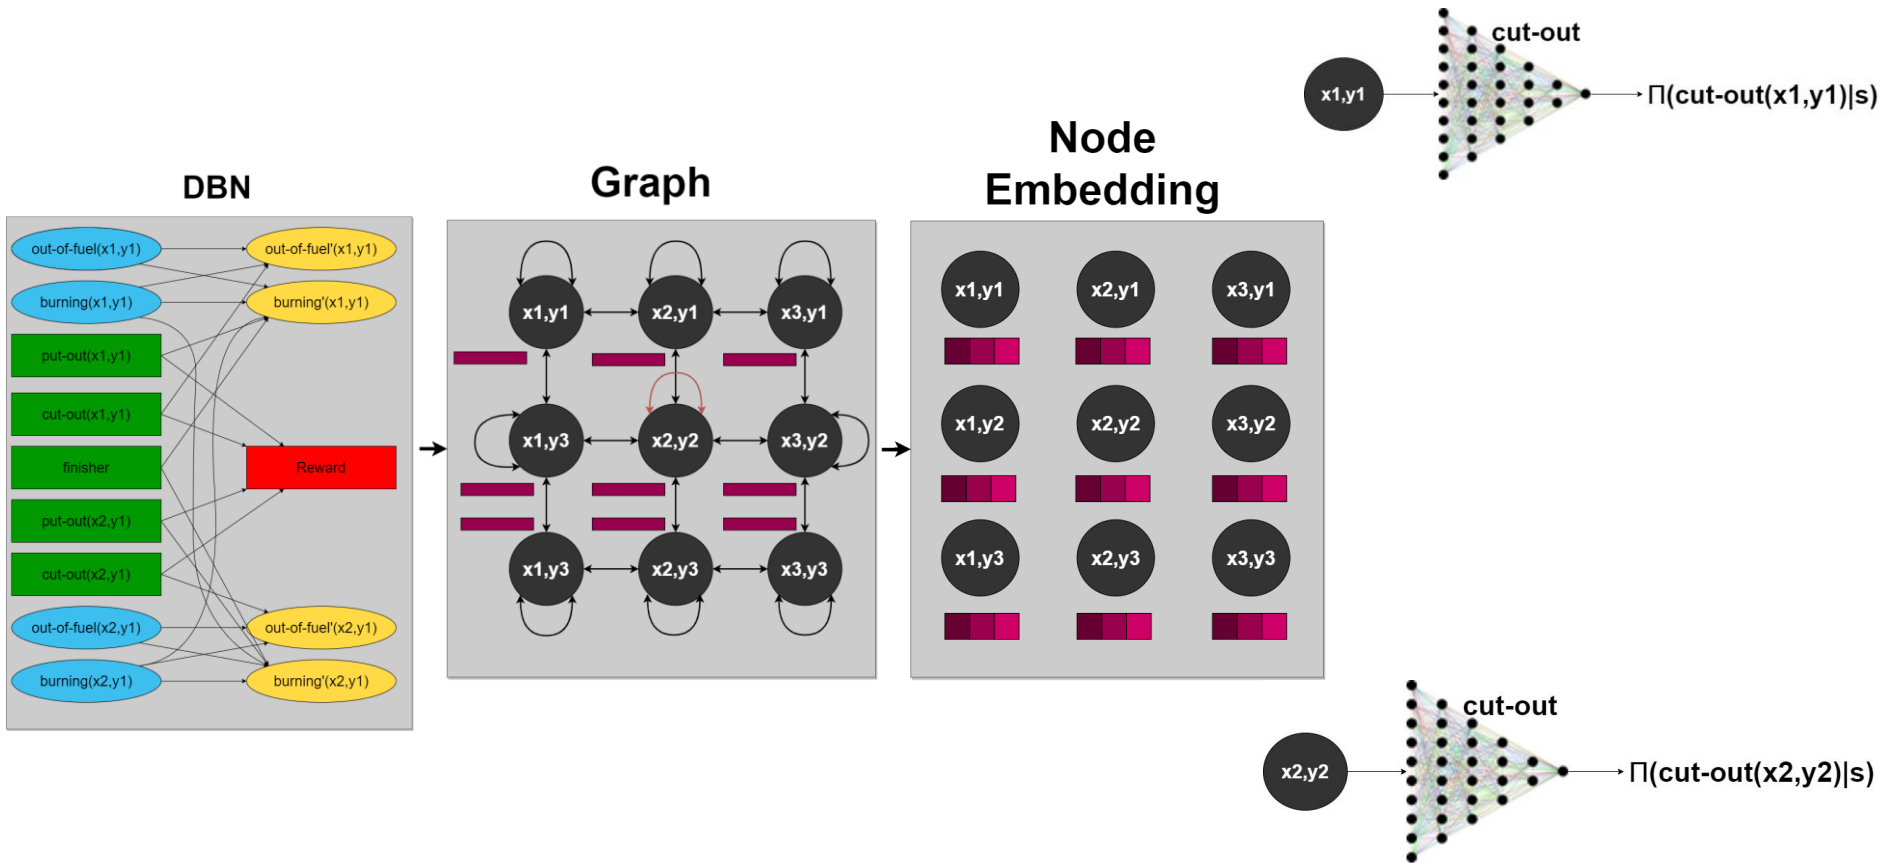 DBN
out-of-fuel(x1,y1)
out-of-fuel'(x1,y1)
burning(x1,y1)
burning'(x1,y1)
put-out(x1,y1)
cut-out(x1,y1)
finisher
Reward
put-out(x2,y1)
cut-out(x2,y1)
out-of-fuel(x2,y1)
out-of-fuel'(x2,y1)
burning(x2,y1)
burning'(x2,y1)
Graph
x1,y1
x2,y1
x3,y1
x1,y3
x2,y2
x3,y2
x1,y3
x2,y3
x3,y3
Node
Embedding
x1,y1
x2,y1
x3,y1
x1,y2
x2,y2
x3,y2
x1,y3
x2,y3
x3,y3
x1,y1
cut-out
Π(cut-out(x1,y1)|s)
x2,y2
cut-out
Π(cut-out(x2,y2)|s)